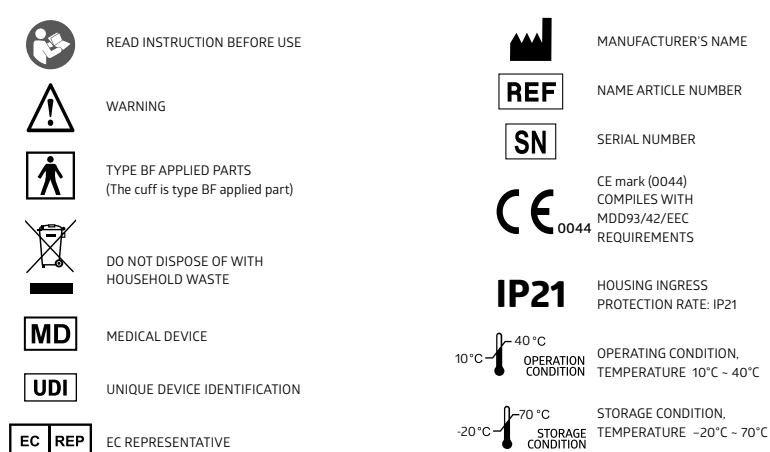 READ INSTRUCTION BEFORE USE
WARNING
TYPE BF APPLIED PARTS
(The cuff is type BF applied part)
DO NOT DISPOSE OF WITH
HOUSEHOLD WASTE
MD
MEDICAL DEVICE
UDI
UNIQUE DEVICE IDENTIFICATION
EC REP
EC REPRESENTATIVE
MANUFACTURER'S NAME
REF
NAME ARTICLE NUMBER
SN
SERIAL NUMBER
CE 0044
CE mark (0044)
COMPILES WITH
MDD93/42/EEC
REQUIREMENTS
IP21
HOUSING INGRESS
PROTECTION RATE: IP21
40 °C
10°C
OPERATION
CONDITION
OPERATING CONDITION,
TEMPERATURE 10°C ~ 40°C
70 °C
-20°C
STORAGE
CONDITION
STORAGE CONDITION,
TEMPERATURE –20°C ~ 70°C